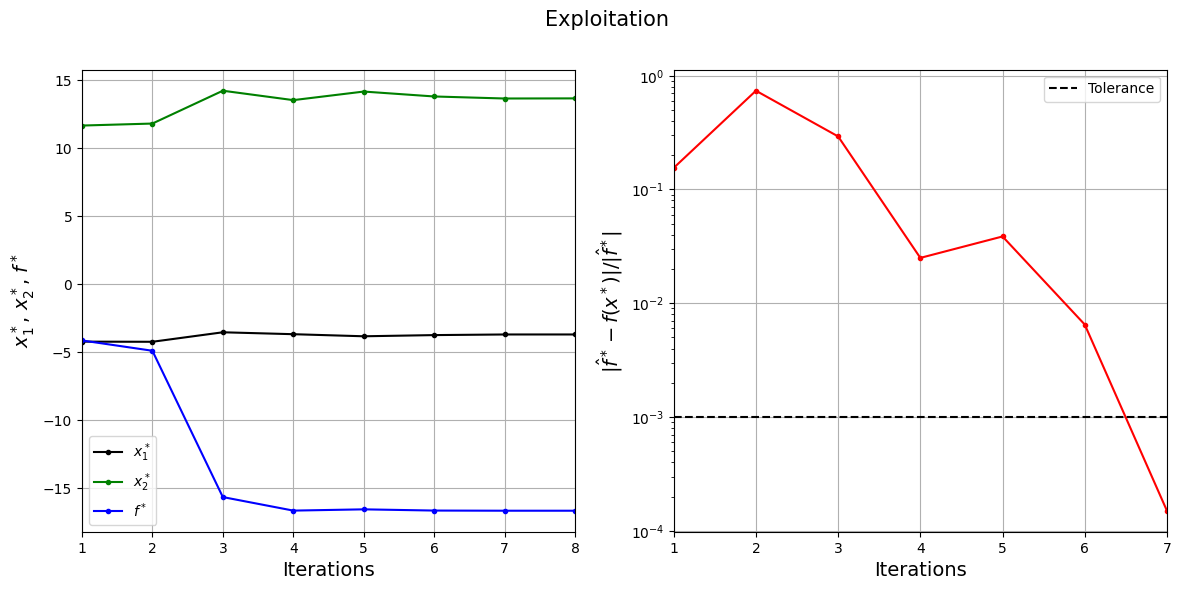 Exploitation
15
10
5
0
−5
−10
−15
x₁*, x₂*, f*
x₁*
x₂*
f*
1 2 3 4 5 6 7 8
Iterations
10⁰
10⁻¹
10⁻²
10⁻³
10⁻⁴
|f̂* − f(x*)|/|f̂*|
Tolerance
1 2 3 4 5 6 7
Iterations